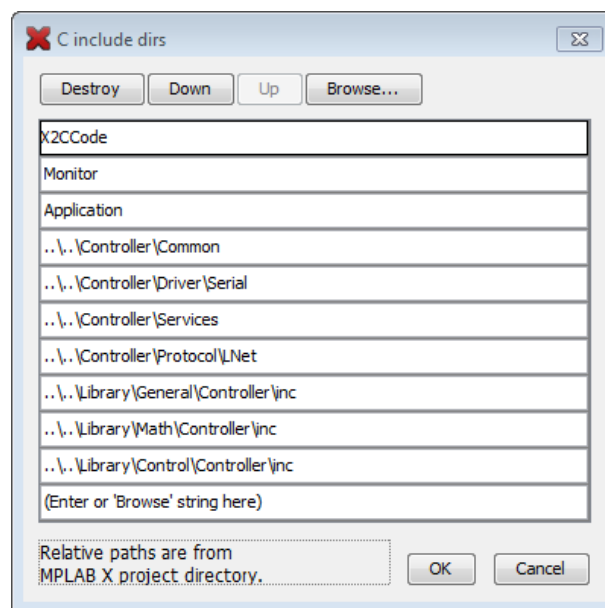 C include dirs
Destroy Down Up Browse...
X2CCode
Monitor
Application
..\..\Controller\Common
..\..\Controller\Driver\Serial
..\..\Controller\Services
..\..\Controller\Protocol\LNet
..\..\Library\General\Controller\inc
..\..\Library\Math\Controller\inc
..\..\Library\Control\Controller\inc
(Enter or 'Browse' string here)
Relative paths are from
MPLAB X project directory.
OK Cancel